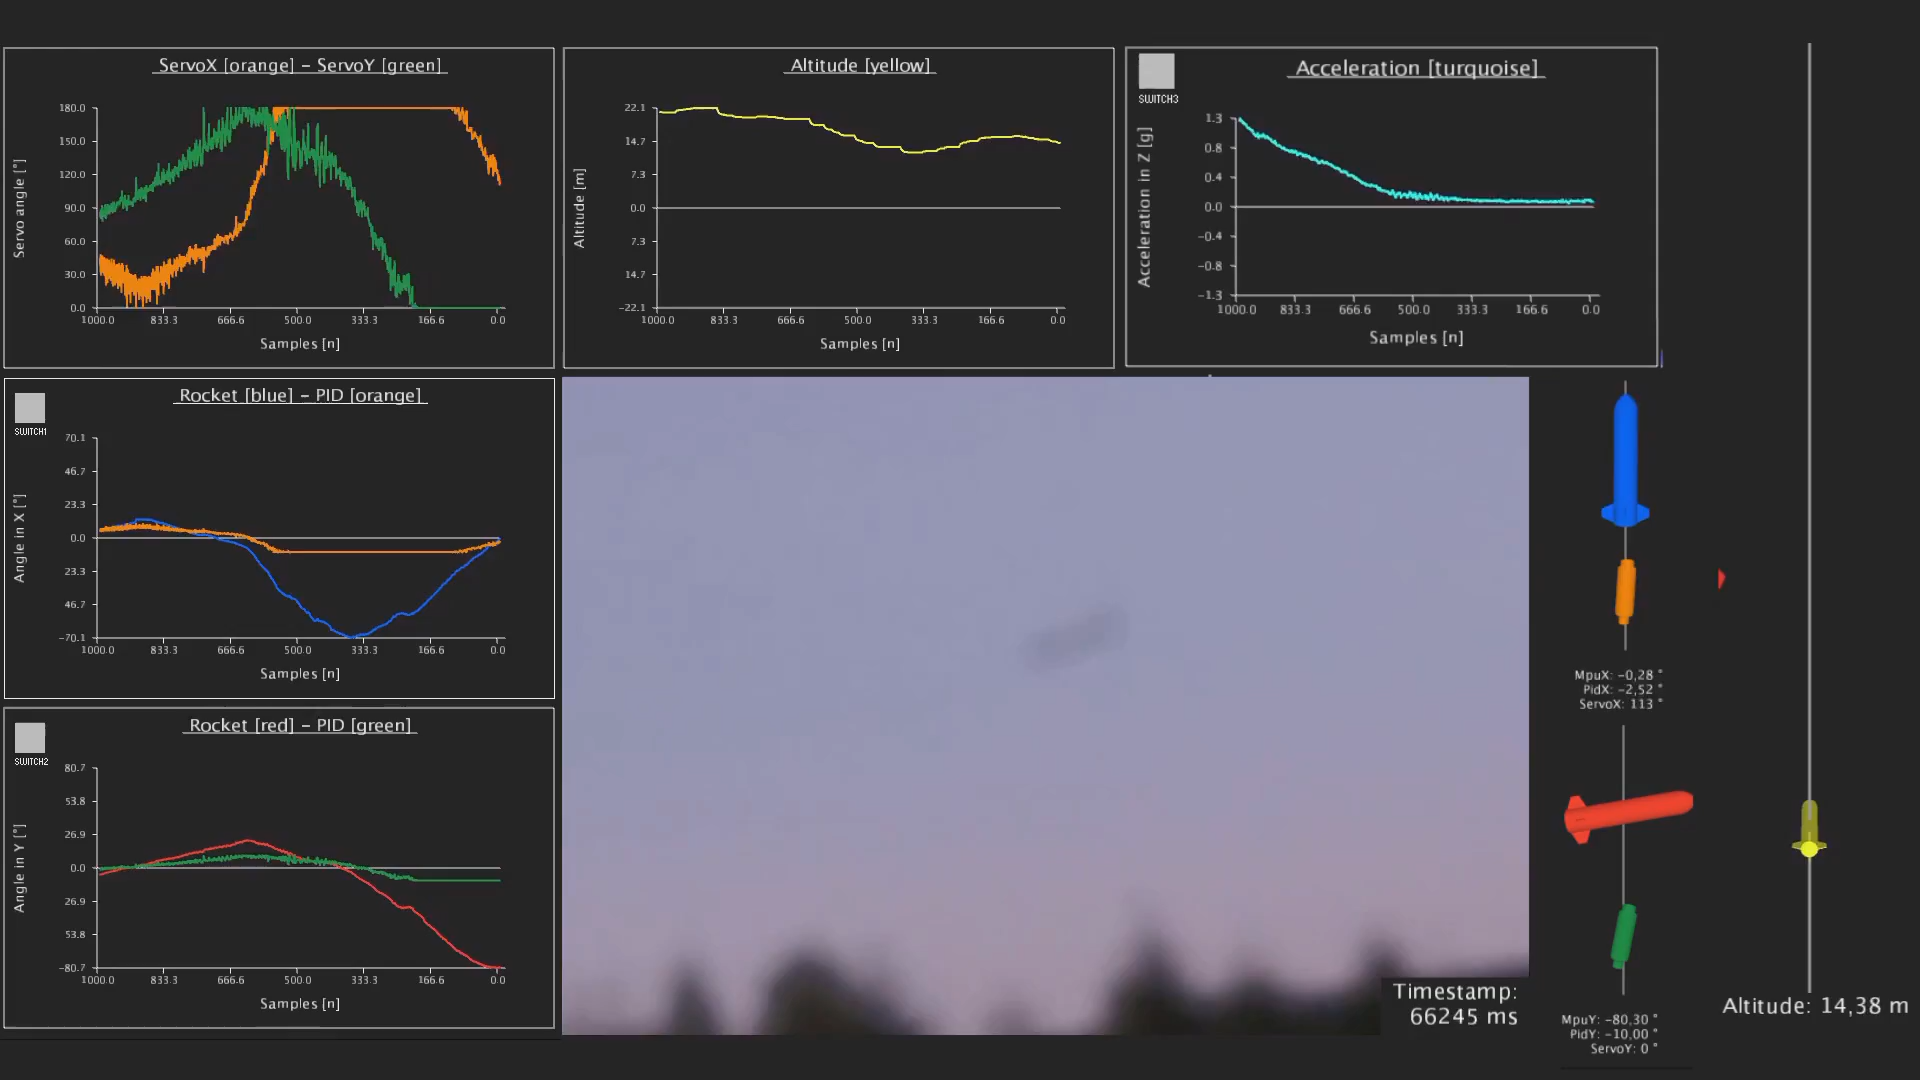 ServoX [orange] - ServoY [green]
180.0
150.0
120.0
90.0
60.0
30.0
0.0
Servo angle [°]
1000.0 833.3 666.6 500.0 333.3 166.6 0.0
Samples [n]
Altitude [yellow]
22.1
14.7
7.3
0.0
7.3
14.7
-22.1
Altitude [m]
1000.0 833.3 666.6 500.0 333.3 166.6 0.0
Samples [n]
SWITCH3
Acceleration [turquoise]
1.3
0.8
0.4
0.0
-0.4
-0.8
-1.3
Acceleration in Z [g]
1000.0 833.3 666.6 500.0 333.3 166.6 0.0
Samples [n]
SWITCH1
Rocket [blue] - PID [orange]
70.1
46.7
23.3
0.0
23.3
46.7
-70.1
Angle in X [°]
1000.0 833.3 666.6 500.0 333.3 166.6 0.0
Samples [n]
SWITCH2
Rocket [red] - PID [green]
80.7
53.8
26.9
0.0
26.9
53.8
-80.7
Angle in Y [°]
1000.0 833.3 666.6 500.0 333.3 166.6 0.0
Samples [n]
Timestamp:
66245 ms
MpuX: -0,28 °
PidX: -2,52 °
ServoX: 113 °
MpuY: -80,30 °
PidY: -10,00 °
ServoY: 0 °
Altitude: 14,38 m